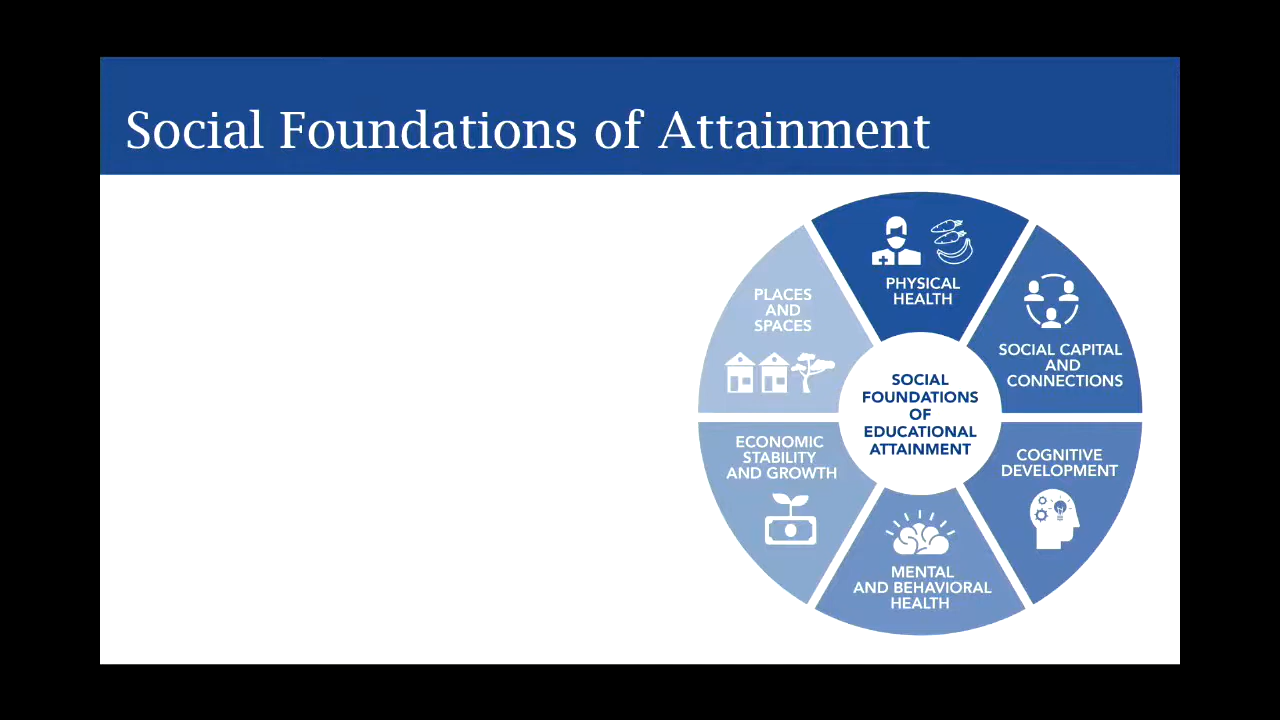 Social Foundations of Attainment
PHYSICAL
HEALTH
SOCIAL CAPITAL
AND
CONNECTIONS
COGNITIVE
DEVELOPMENT
MENTAL
AND BEHAVIORAL
HEALTH
ECONOMIC
STABILITY
AND GROWTH
PLACES
AND
SPACES
SOCIAL
FOUNDATIONS
OF
EDUCATIONAL
ATTAINMENT